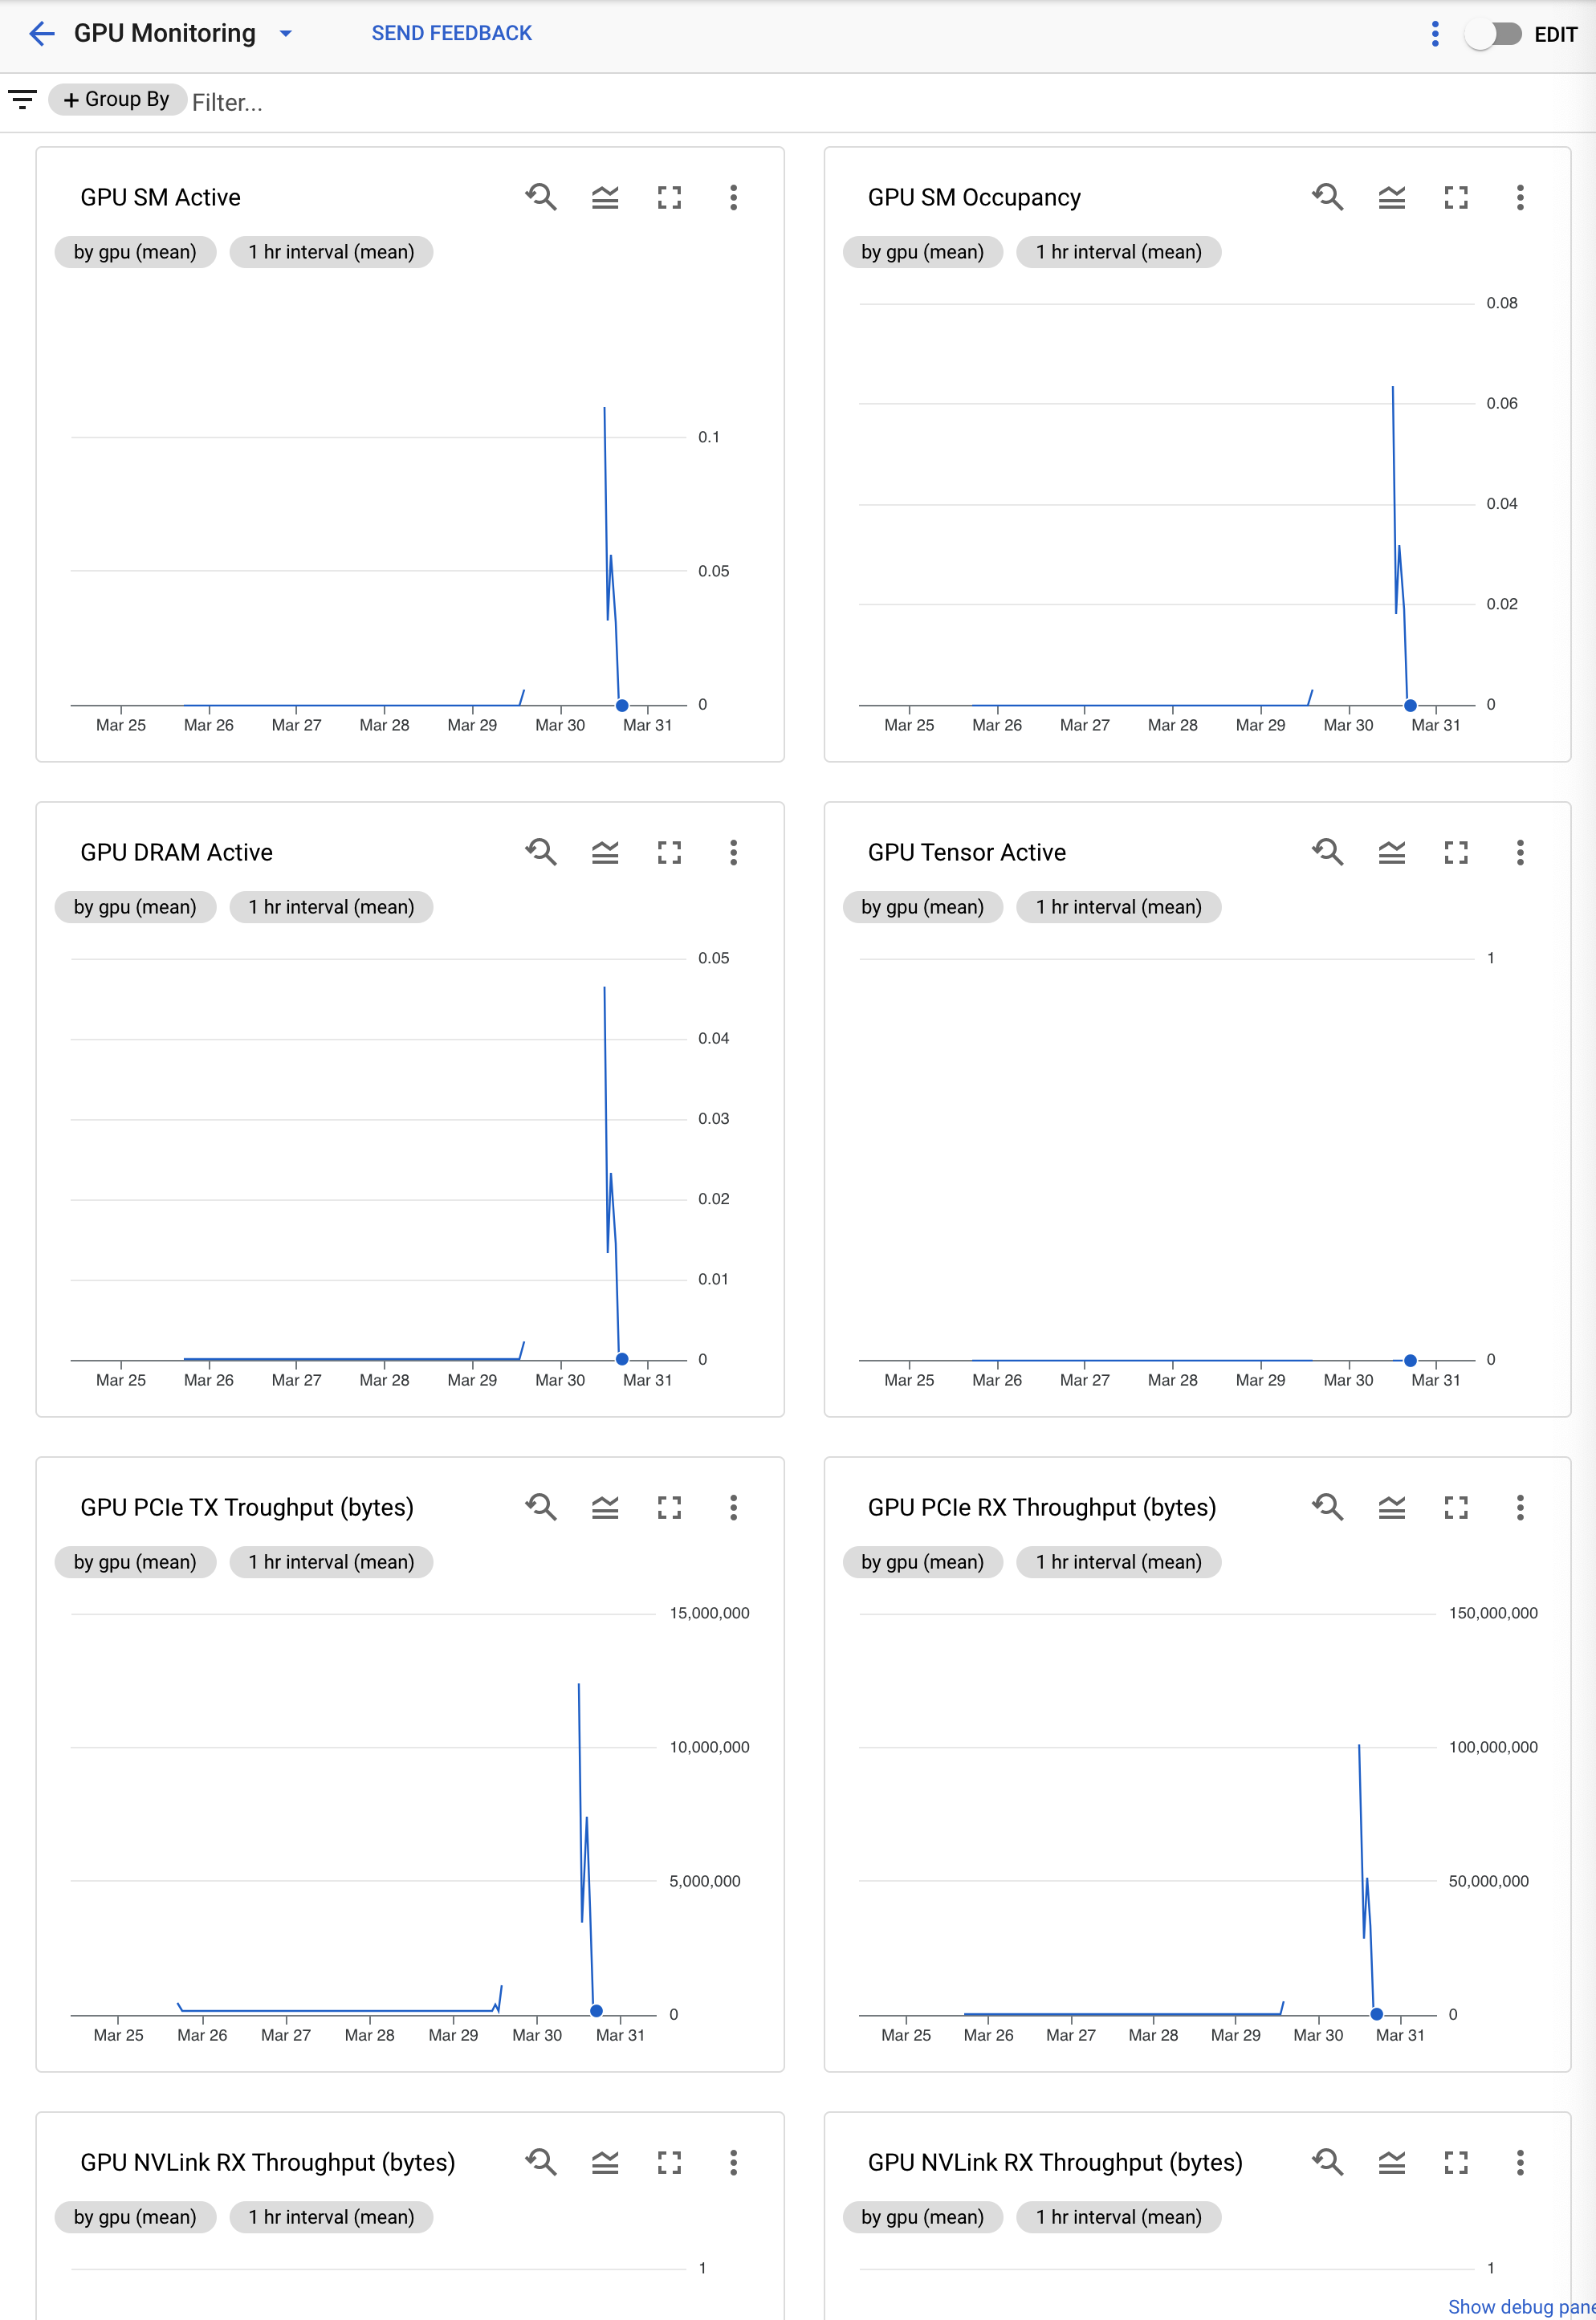 GPU Monitoring SEND FEEDBACK EDIT
+ Group By Filter...
GPU SM Active
by gpu (mean) 1 hr interval (mean)
0.1
0.05
0
Mar 25 Mar 26 Mar 27 Mar 28 Mar 29 Mar 30 Mar 31
GPU SM Occupancy
by gpu (mean) 1 hr interval (mean)
0.08
0.06
0.04
0.02
0
Mar 25 Mar 26 Mar 27 Mar 28 Mar 29 Mar 30 Mar 31
GPU DRAM Active
by gpu (mean) 1 hr interval (mean)
0.05
0.04
0.03
0.02
0.01
0
Mar 25 Mar 26 Mar 27 Mar 28 Mar 29 Mar 30 Mar 31
GPU Tensor Active
by gpu (mean) 1 hr interval (mean)
1
0
Mar 25 Mar 26 Mar 27 Mar 28 Mar 29 Mar 30 Mar 31
GPU PCIe TX Troughput (bytes)
by gpu (mean) 1 hr interval (mean)
15,000,000
10,000,000
5,000,000
0
Mar 25 Mar 26 Mar 27 Mar 28 Mar 29 Mar 30 Mar 31
GPU PCIe RX Throughput (bytes)
by gpu (mean) 1 hr interval (mean)
150,000,000
100,000,000
50,000,000
0
Mar 25 Mar 26 Mar 27 Mar 28 Mar 29 Mar 30 Mar 31
GPU NVLink RX Throughput (bytes)
by gpu (mean) 1 hr interval (mean)
1
GPU NVLink RX Throughput (bytes)
by gpu (mean) 1 hr interval (mean)
1
Show debug pane